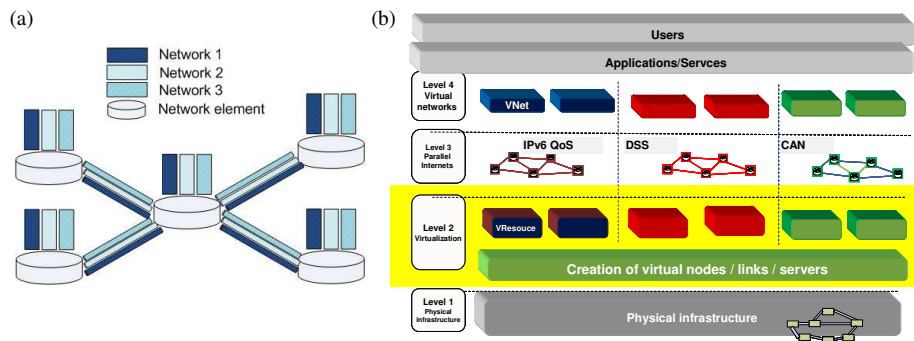 (a)
Network 1
Network 2
Network 3
Network element
(b)
Users
Applications/Servces
Level 4
Virtual
networks
VNet
Level 3
Parallel
Internets
IPv6 QoS
DSS
CAN
Level 2
Virtualization
VResouce
Creation of virtual nodes / links / servers
Level 1
Physical
infrastructure
Physical infrastructure